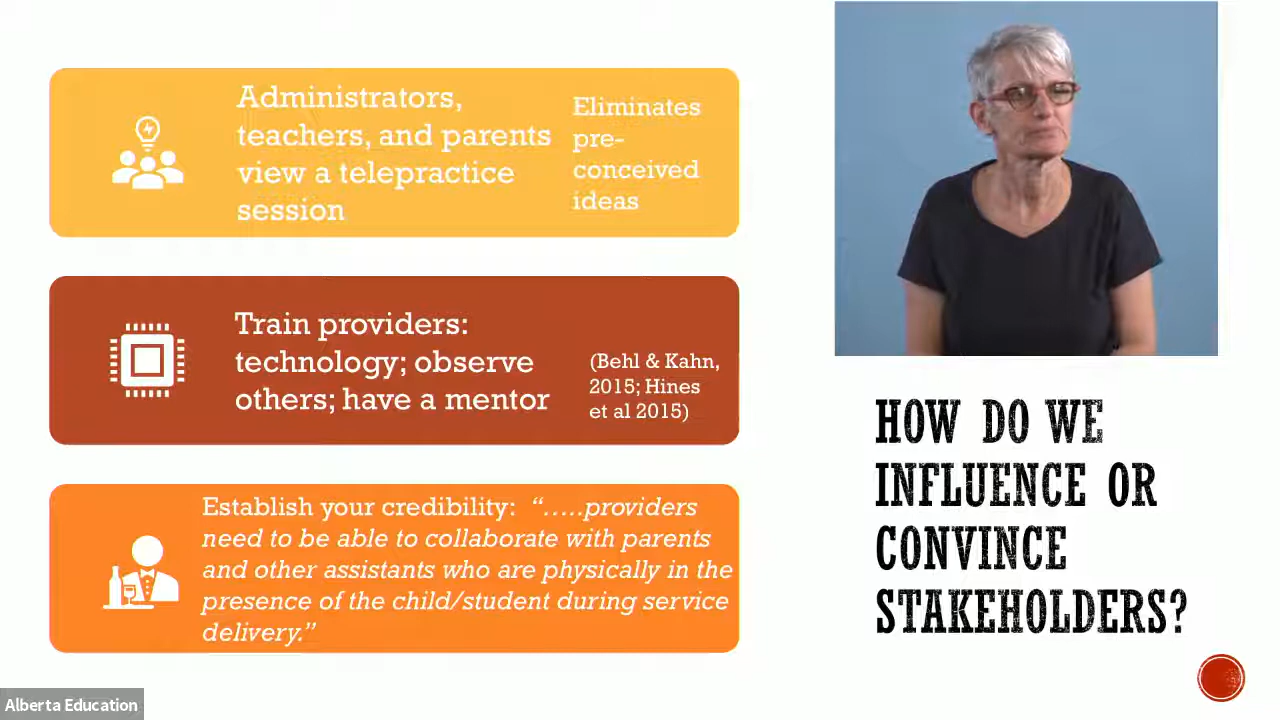 Administrators,
teachers, and parents
view a telepractice
session
Eliminates
pre-
conceived
ideas
Train providers:
technology; observe
others; have a mentor
(Behl & Kahn,
2015; Hines
et al 2015)
Establish your credibility: “…..providers
need to be able to collaborate with parents
and other assistants who are physically in the
presence of the child/student during service
delivery.”
HOW DO WE
INFLUENCE OR
CONVINCE
STAKEHOLDERS?
Alberta Education